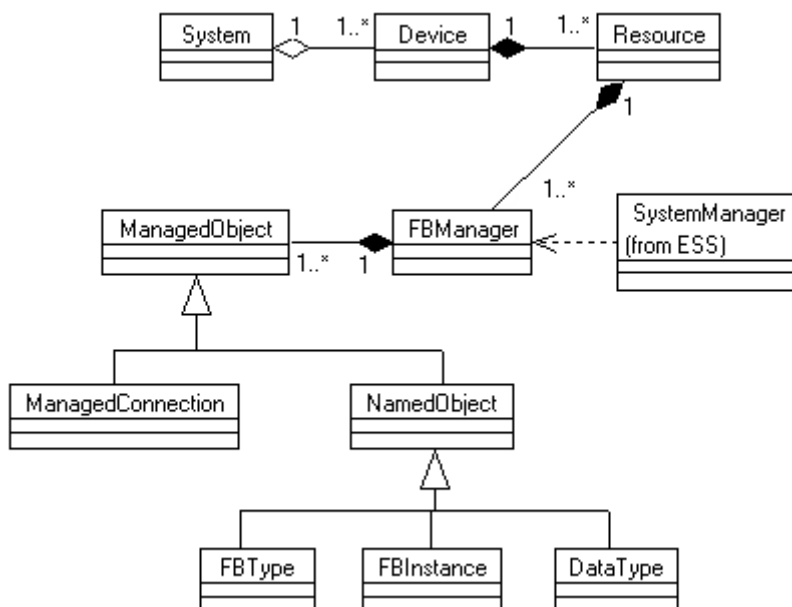 System
1
1..*
Device
1
1..*
Resource
1
1..*
ManagedObject
1..*
1
FBManager
SystemManager
(from ESS)
ManagedConnection
NamedObject
FBType
FBInstance
DataType